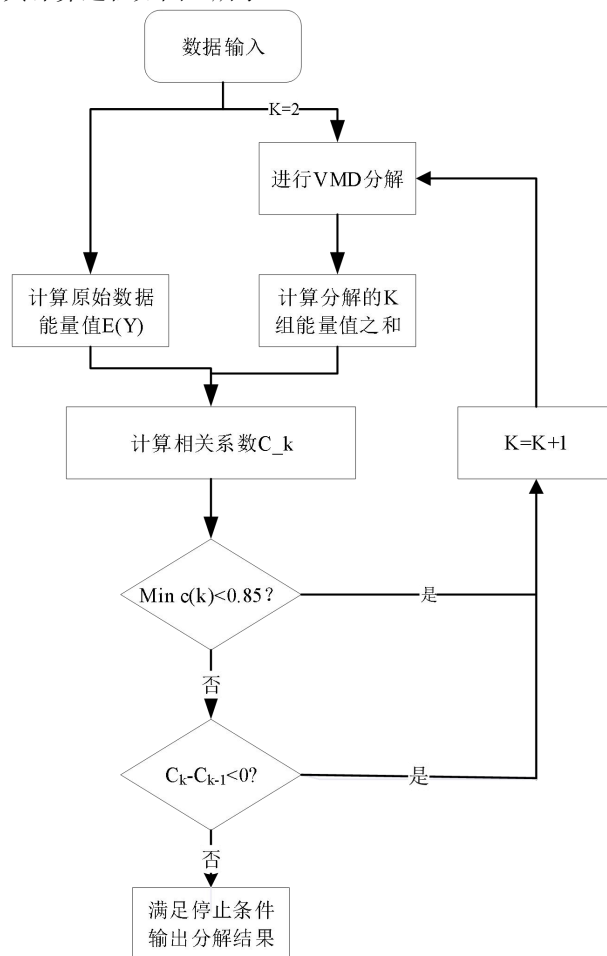 数据输入
K=2
进行VMD分解
计算原始数据
能量值E(Y)
计算分解的K
组能量值之和
计算相关系数C_k
K=K+1
Min c(k)<0.85?
是
否
Cₖ-Cₖ₋₁<0?
是
否
满足停止条件
输出分解结果